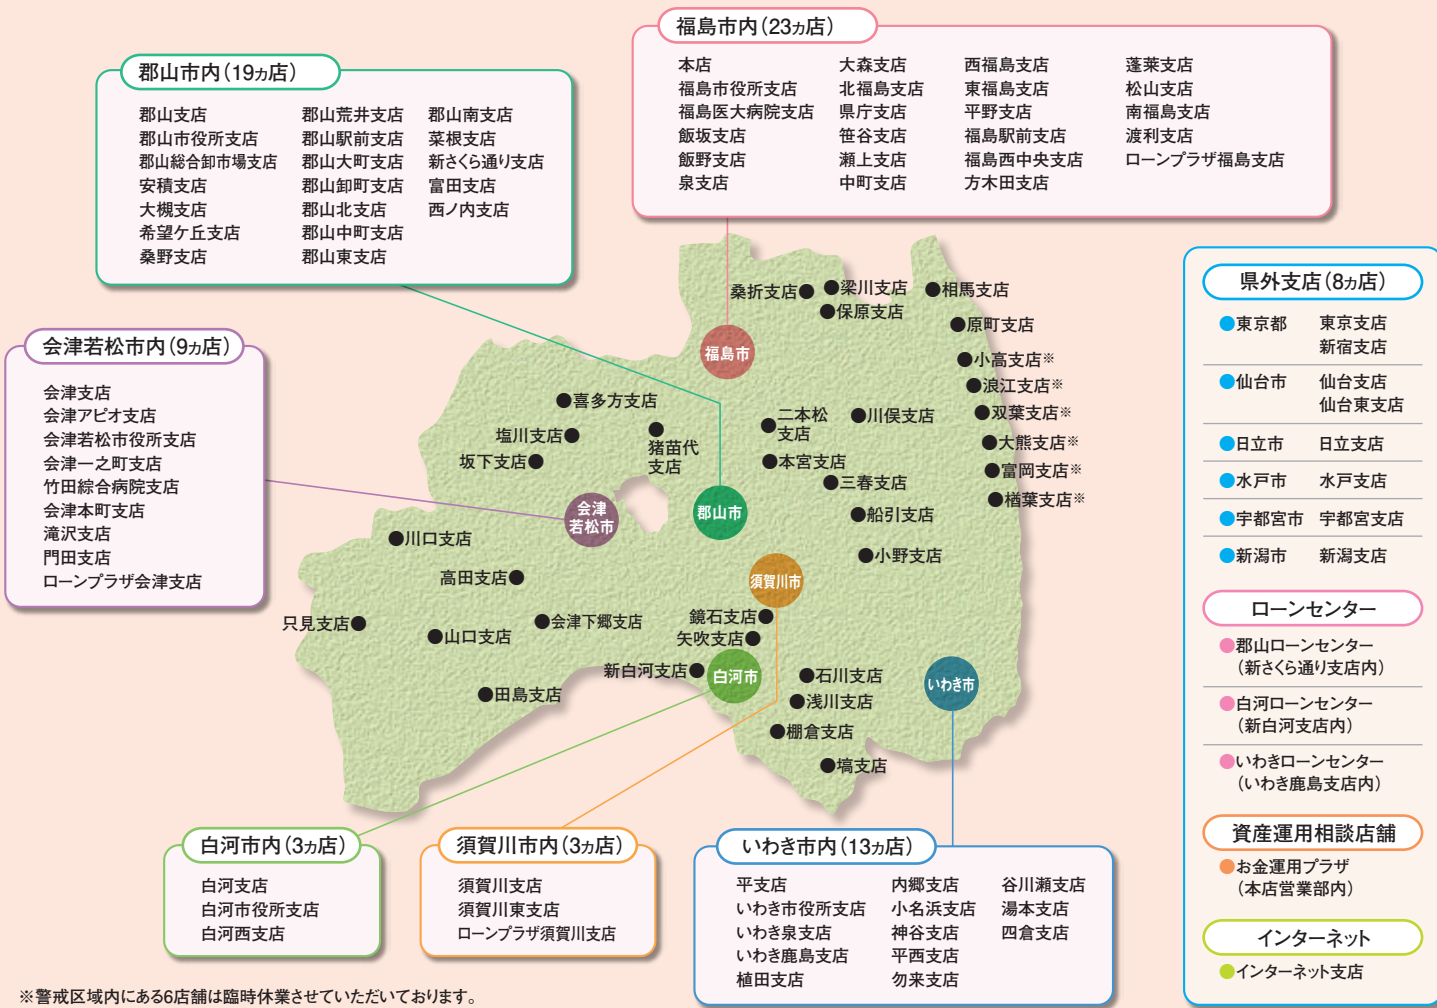 福島市内(23ヵ店)
本店
福島市役所支店
福島医大病院支店
飯坂支店
飯野支店
泉支店
大森支店
北福島支店
県庁支店
笹谷支店
瀬上支店
中町支店
西福島支店
東福島支店
平野支店
福島駅前支店
福島西中央支店
方木田支店
蓬莱支店
松山支店
南福島支店
渡利支店
ローンプラザ福島支店
郡山市内(19ヵ店)
郡山支店
郡山市役所支店
郡山総合卸市場支店
安積支店
大槻支店
希望ケ丘支店
桑野支店
郡山荒井支店
郡山駅前支店
郡山大町支店
郡山卸町支店
郡山北支店
郡山中町支店
郡山東支店
郡山南支店
菜根支店
新さくら通り支店
富田支店
西ノ内支店
会津若松市内(9ヵ店)
会津支店
会津アピオ支店
会津若松市役所支店
会津一之町支店
竹田綜合病院支店
会津本町支店
滝沢支店
門田支店
ローンプラザ会津支店
桑折支店
梁川支店
保原支店
相馬支店
原町支店
小高支店※
浪江支店※
双葉支店※
大熊支店※
富岡支店※
楢葉支店※
福島市
喜多方支店
塩川支店
坂下支店
猪苗代
支店
二本松
支店
川俣支店
本宮支店
三春支店
船引支店
小野支店
会津
若松市
郡山市
須賀川市
川口支店
高田支店
只見支店
山口支店
会津下郷支店
田島支店
鏡石支店
矢吹支店
新白河支店
白河市
石川支店
浅川支店
棚倉支店
塙支店
いわき市
県外支店(8ヵ店)
東京都 東京支店
新宿支店
仙台市 仙台支店
仙台東支店
日立市 日立支店
水戸市 水戸支店
宇都宮市 宇都宮支店
新潟市 新潟支店
ローンセンター
郡山ローンセンター
(新さくら通り支店内)
白河ローンセンター
(新白河支店内)
いわきローンセンター
(いわき鹿島支店内)
資産運用相談店舗
お金運用プラザ
(本店営業部内)
インターネット
インターネット支店
白河市内(3ヵ店)
白河支店
白河市役所支店
白河西支店
須賀川市内(3ヵ店)
須賀川支店
須賀川東支店
ローンプラザ須賀川支店
いわき市内(13ヵ店)
平支店
いわき市役所支店
いわき泉支店
いわき鹿島支店
植田支店
内郷支店
小名浜支店
神谷支店
平西支店
勿来支店
谷川瀬支店
湯本支店
四倉支店
※警戒区域内にある6店舗は臨時休業させていただいております。